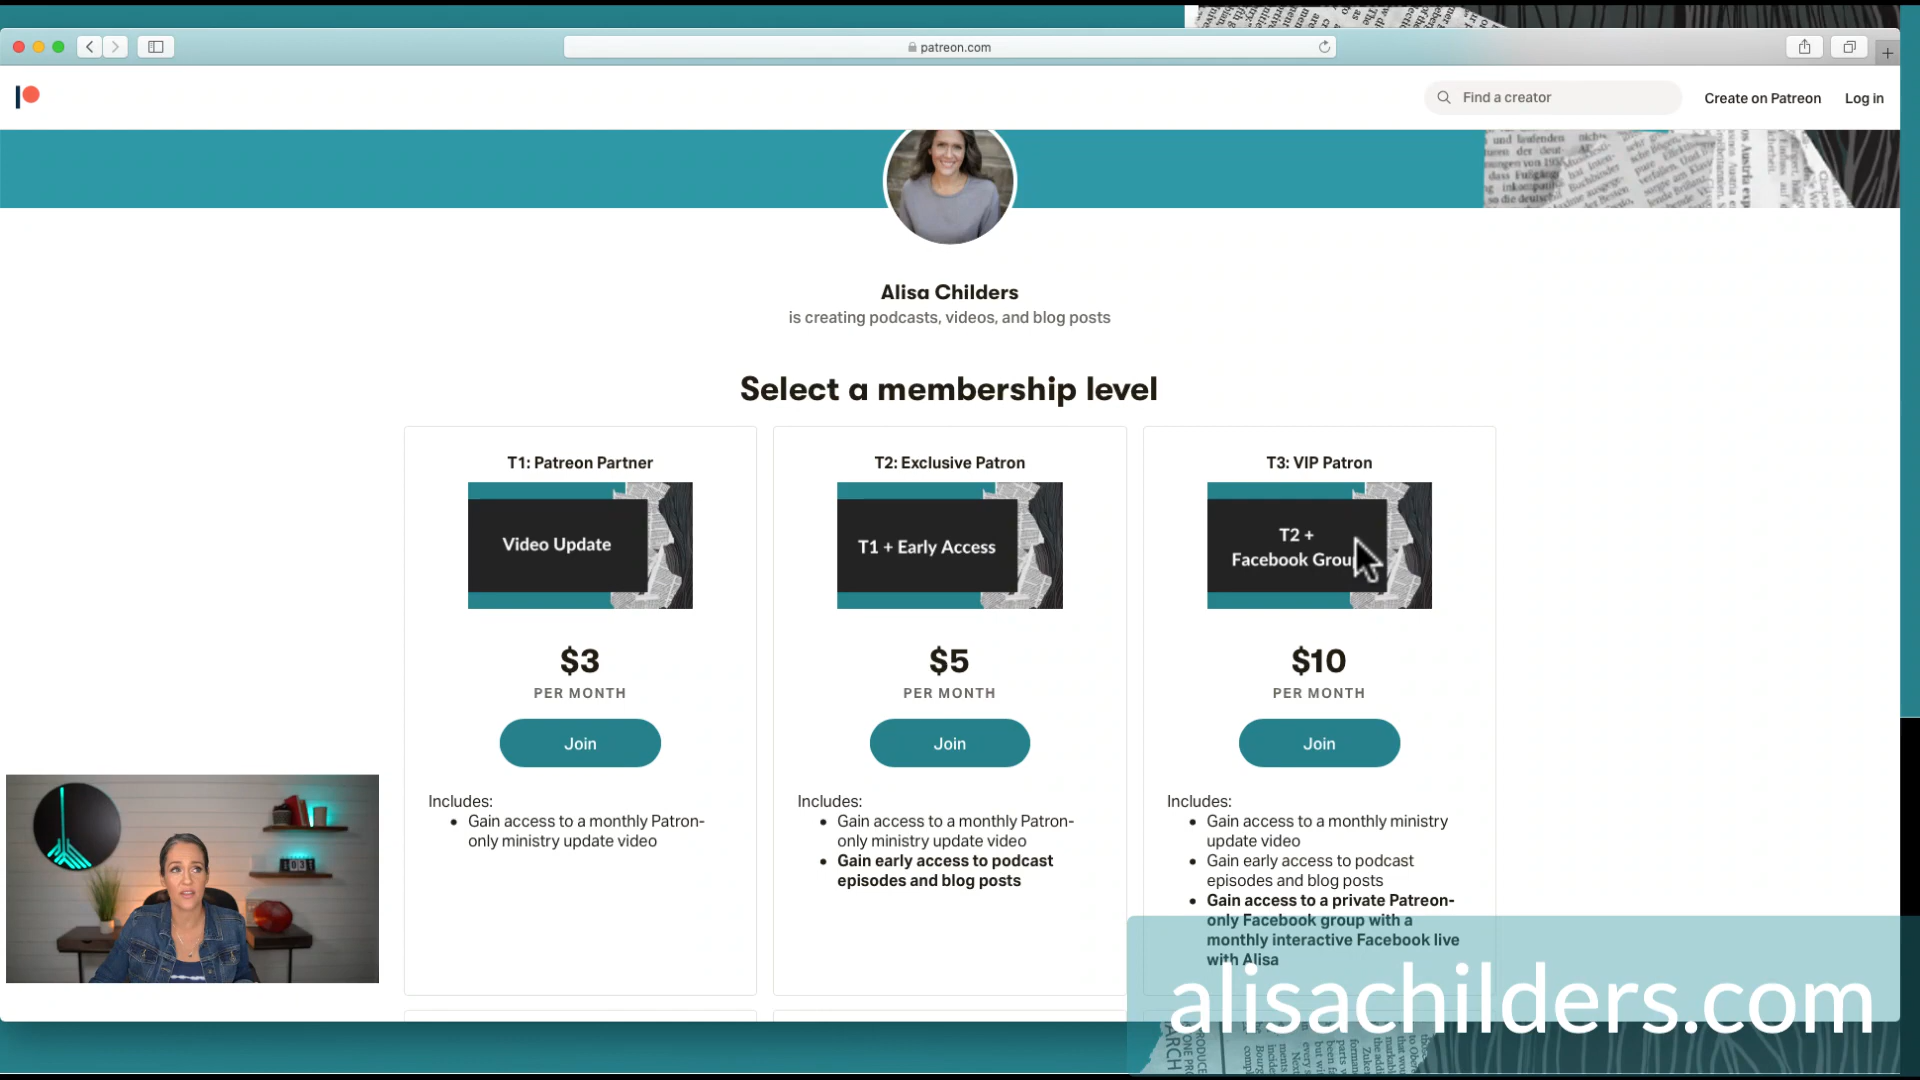 patreon.com
Find a creator
Create on Patreon
Log in
Alisa Childers
is creating podcasts, videos, and blog posts
Select a membership level
T1: Patreon Partner
Video Update
$3
PER MONTH
Join
Includes:
Gain access to a monthly Patron-
only ministry update video
T2: Exclusive Patron
T1 + Early Access
$5
PER MONTH
Join
Includes:
Gain access to a monthly Patron-
only ministry update video
Gain early access to podcast
episodes and blog posts
T3: VIP Patron
T2 +
Facebook Grou
$10
PER MONTH
Join
Includes:
Gain access to a monthly ministry
update video
Gain early access to podcast
episodes and blog posts
Gain access to a private Patreon-
only Facebook group with a
monthly interactive Facebook live
with Alisa
alisachilders.com